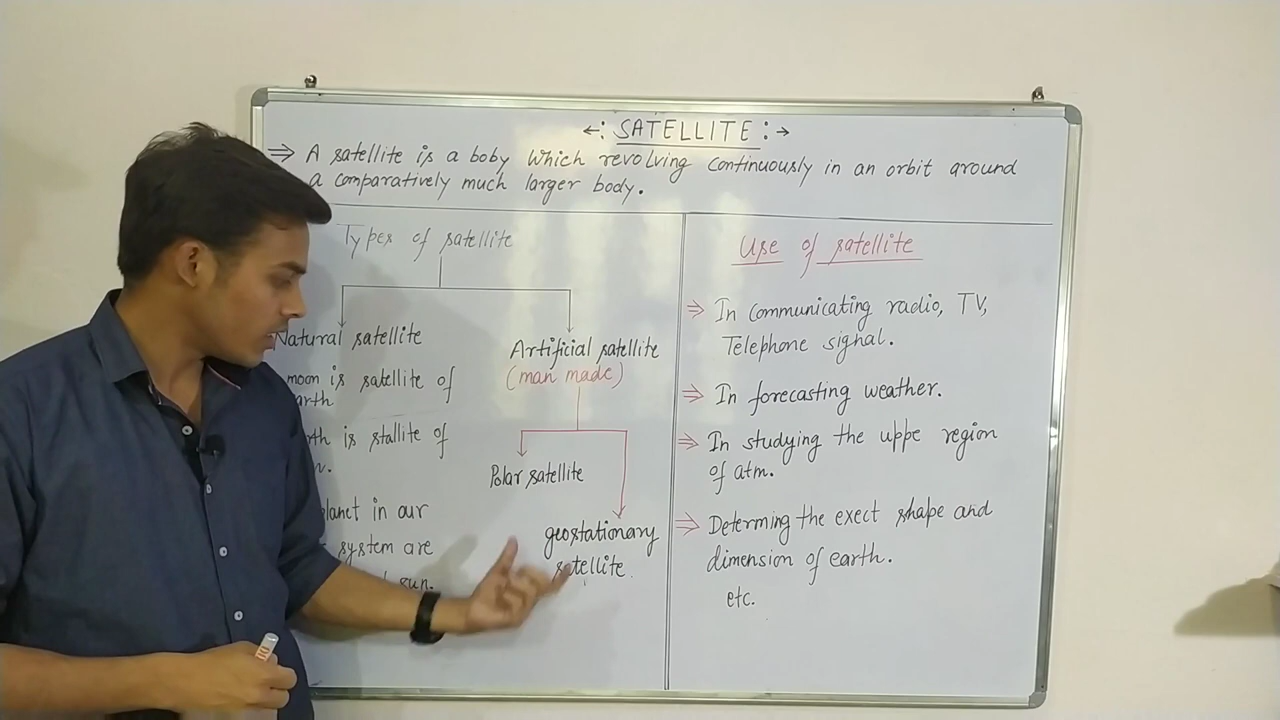 ←: SATELLITE :→
⇒ A satellite is a boby which revolving continuously in an orbit around
a comparatively much larger body.
Types of satellite
Natural satellite
moon is satellite of
arth
rth is stallite of
planet in our
system are
sun.
Artificial satellite
(man made)
Polar satellite
geostationary
satellite.
Use of satellite
⇒ In communicating radio, TV,
Telephone signal.
⇒ In forecasting weather.
⇒ In studying the uppe region
of atm.
⇒ Determing the exect shape and
dimension of earth.
etc.